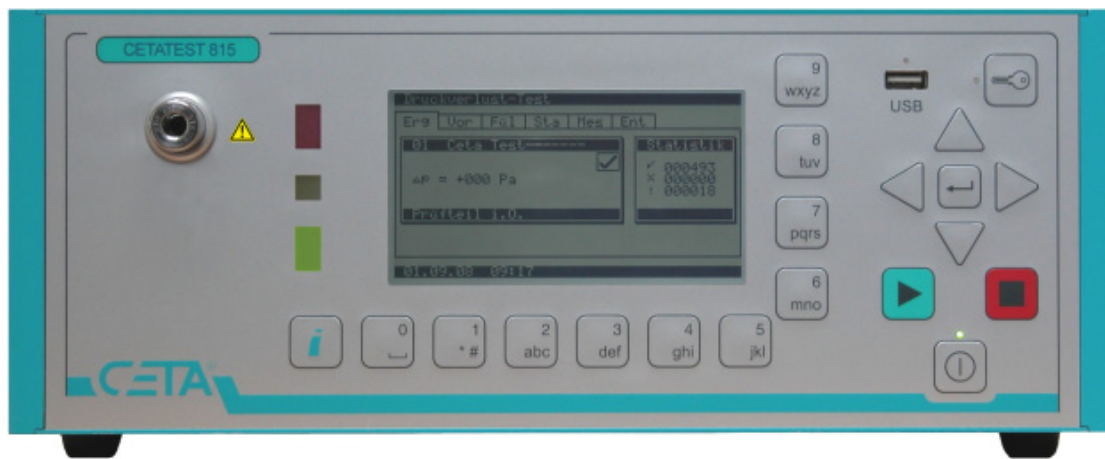 CETATEST 815
Druckverlust-Test
Erg Vor Fül Sta Mes Ent
01 Ceta Test
Δp = +000 Pa
Prüfteil i.O.
Statistik
✓ 000493
× 000000
! 000018
01.09.08 09:17
9
wxyz
8
tuv
7
pqrs
6
mno
USB
i
0
1
* #
2
abc
3
def
4
ghi
5
jkl
CETA